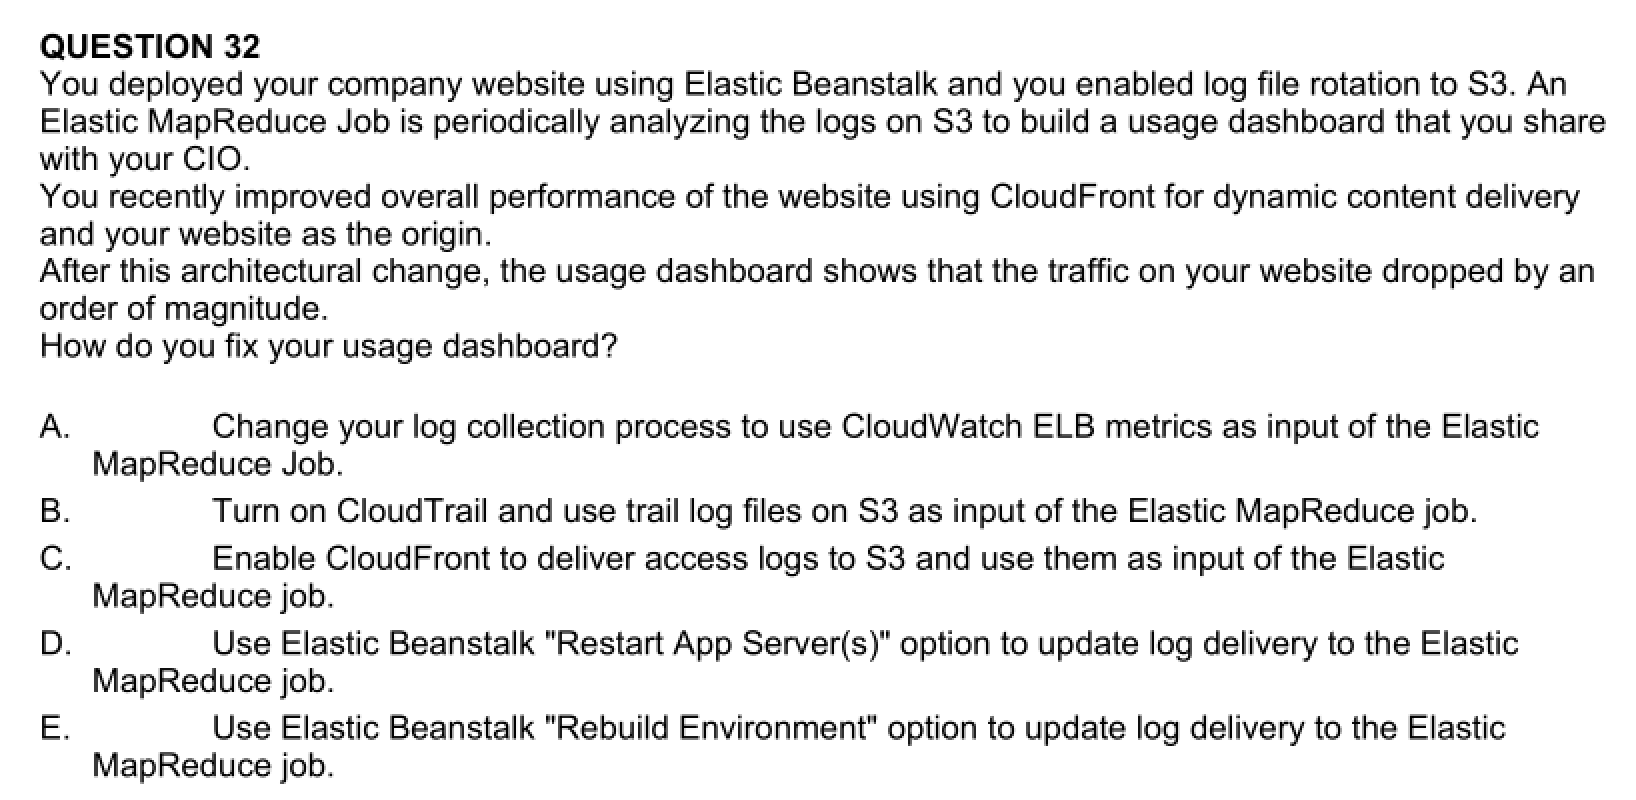 QUESTION 32
You deployed your company website using Elastic Beanstalk and you enabled log file rotation to S3. An
Elastic MapReduce Job is periodically analyzing the logs on S3 to build a usage dashboard that you share
with your CIO.
You recently improved overall performance of the website using CloudFront for dynamic content delivery
and your website as the origin.
After this architectural change, the usage dashboard shows that the traffic on your website dropped by an
order of magnitude.
How do you fix your usage dashboard?
A. Change your log collection process to use CloudWatch ELB metrics as input of the Elastic
MapReduce Job.
B. Turn on CloudTrail and use trail log files on S3 as input of the Elastic MapReduce job.
C. Enable CloudFront to deliver access logs to S3 and use them as input of the Elastic
MapReduce job.
D. Use Elastic Beanstalk "Restart App Server(s)" option to update log delivery to the Elastic
MapReduce job.
E. Use Elastic Beanstalk "Rebuild Environment" option to update log delivery to the Elastic
MapReduce job.